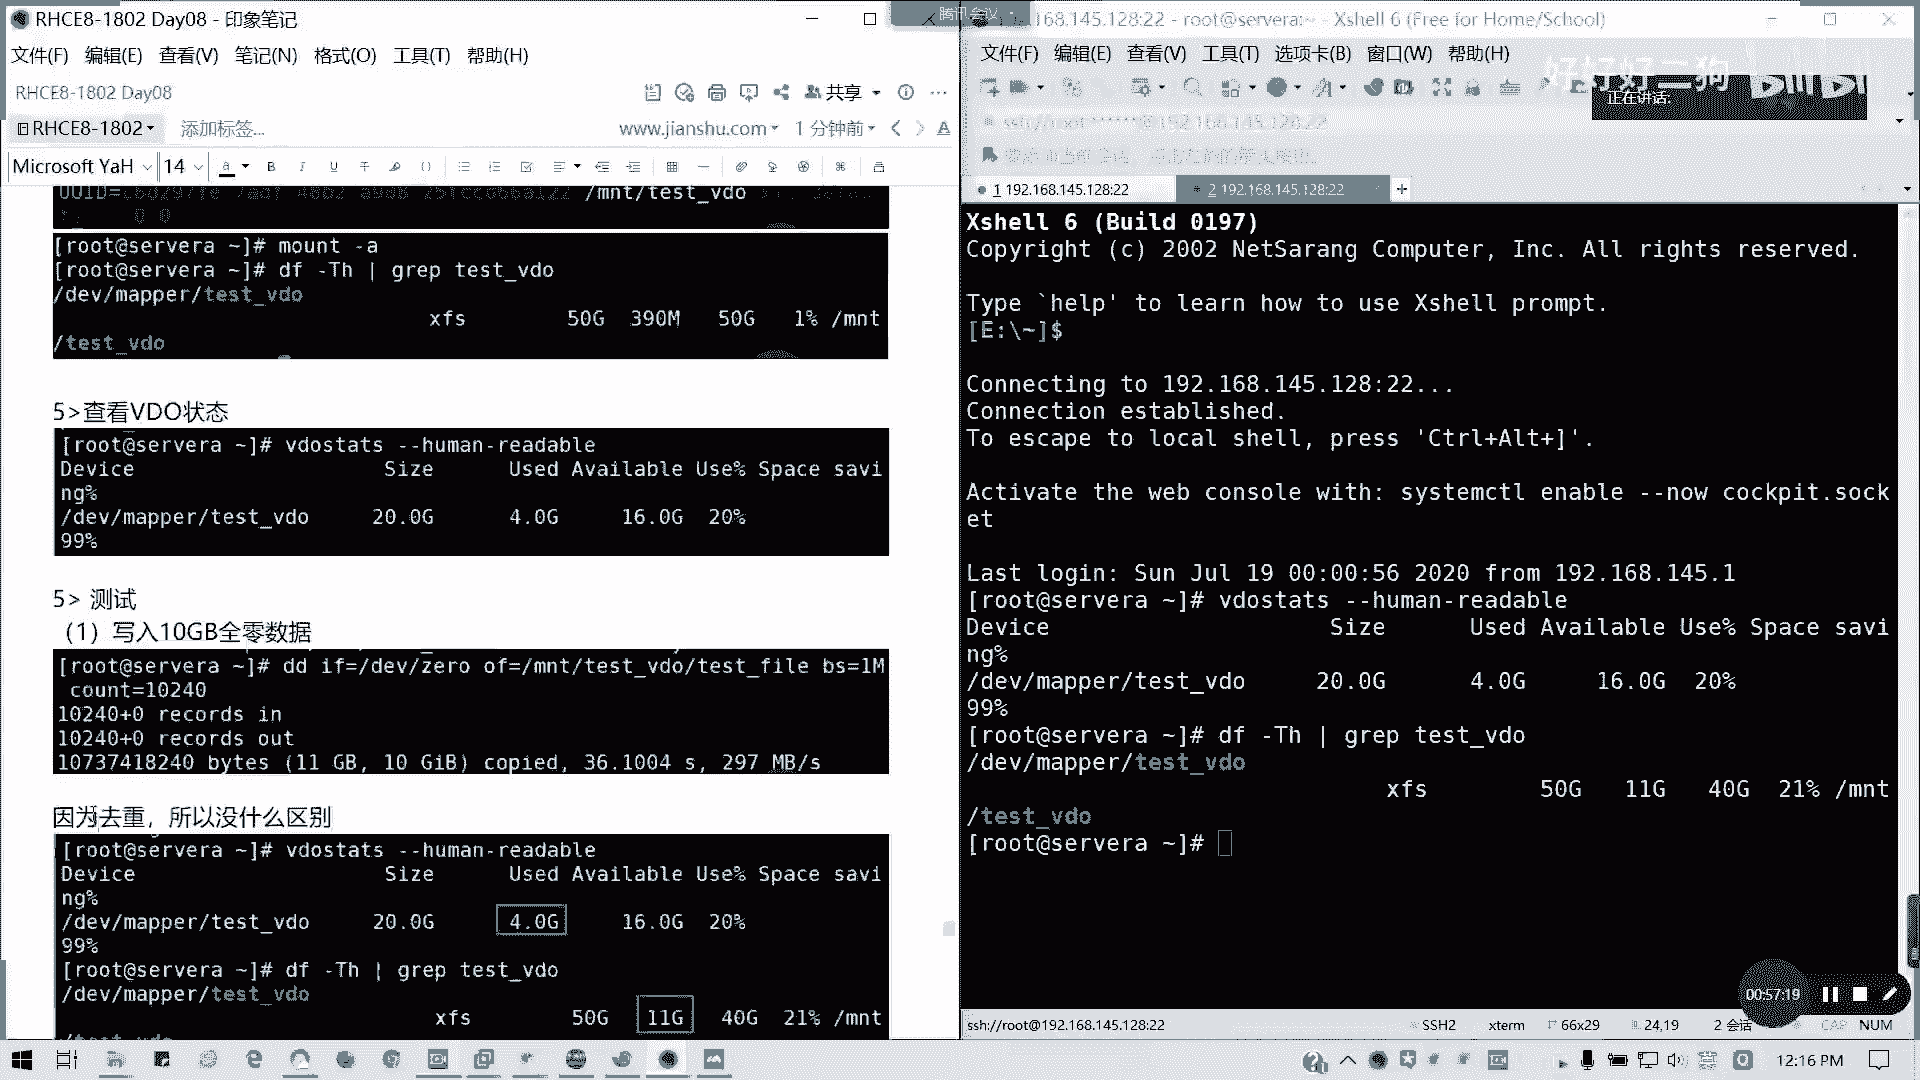 RHCE8-1802 Day08 - 印象笔记
文件(F) 编辑(E) 查看(V) 笔记(N) 格式(O) 工具(T) 帮助(H)
RHCE8-1802 Day08
共享
RHCE8-1802
添加标签...
www.jianshu.com
1 分钟前
Microsoft YaH 14
/mnt/test_vdo
0 0
[root@servera ~]# mount -a
[root@servera ~]# df -Th | grep test_vdo
/dev/mapper/test_vdo
xfs 50G 390M 50G 1% /mnt
/test_vdo
5>查看VDO状态
[root@servera ~]# vdostats --human-readable
Device Size Used Available Use% Space savi
ng%
/dev/mapper/test_vdo 20.0G 4.0G 16.0G 20%
99%
5> 测试
（1）写入10GB全零数据
[root@servera ~]# dd if=/dev/zero of=/mnt/test_vdo/test_file bs=1M
count=10240
10240+0 records in
10240+0 records out
10737418240 bytes (11 GB, 10 GiB) copied, 36.1004 s, 297 MB/s
因为去重，所以没什么区别
[root@servera ~]# vdostats --human-readable
Device Size Used Available Use% Space savi
ng%
/dev/mapper/test_vdo 20.0G 4.0G 16.0G 20%
99%
[root@servera ~]# df -Th | grep test_vdo
/dev/mapper/test_vdo
xfs 50G 11G 40G 21% /mnt
腾讯会议
168.145.128:22 - root@servera:~ - Xshell 6 (Free for Home/School)
文件(F) 编辑(E) 查看(V) 工具(T) 选项卡(B) 窗口(W) 帮助(H)
正在讲话:
1 192.168.145.128:22
2 192.168.145.128:22
Xshell 6 (Build 0197)
Copyright (c) 2002 NetSarang Computer, Inc. All rights reserved.
Type `help' to learn how to use Xshell prompt.
[E:\~]$
Connecting to 192.168.145.128:22...
Connection established.
To escape to local shell, press 'Ctrl+Alt+]'.
Activate the web console with: systemctl enable --now cockpit.sock
et
Last login: Sun Jul 19 00:00:56 2020 from 192.168.145.1
[root@servera ~]# vdostats --human-readable
Device Size Used Available Use% Space savi
ng%
/dev/mapper/test_vdo 20.0G 4.0G 16.0G 20%
99%
[root@servera ~]# df -Th | grep test_vdo
/dev/mapper/test_vdo
xfs 50G 11G 40G 21% /mnt
/test_vdo
[root@servera ~]#
00:57:19
ssh://root@192.168.145.128:22 SSH2 xterm 66x29 24,19 2 会话 CAP NUM
12:16 PM